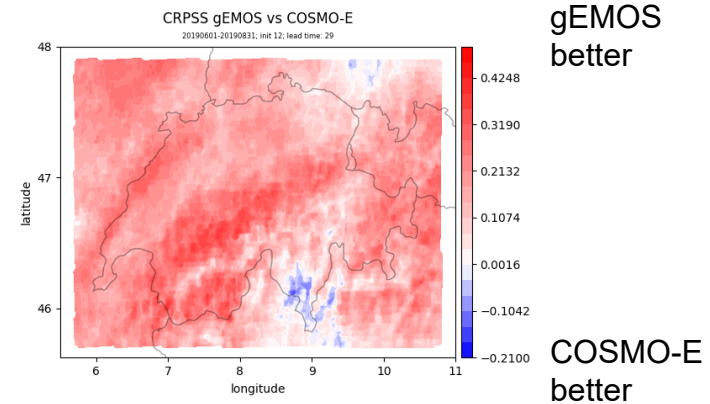 CRPSS gEMOS vs COSMO-E
20190601-20190831; init 12; lead time: 29
gEMOS
better
48
47
46
latitude
6
7
8
9
10
11
longitude
0.4248
0.3190
0.2132
0.1074
0.0016
−0.1042
−0.2100
COSMO-E
better